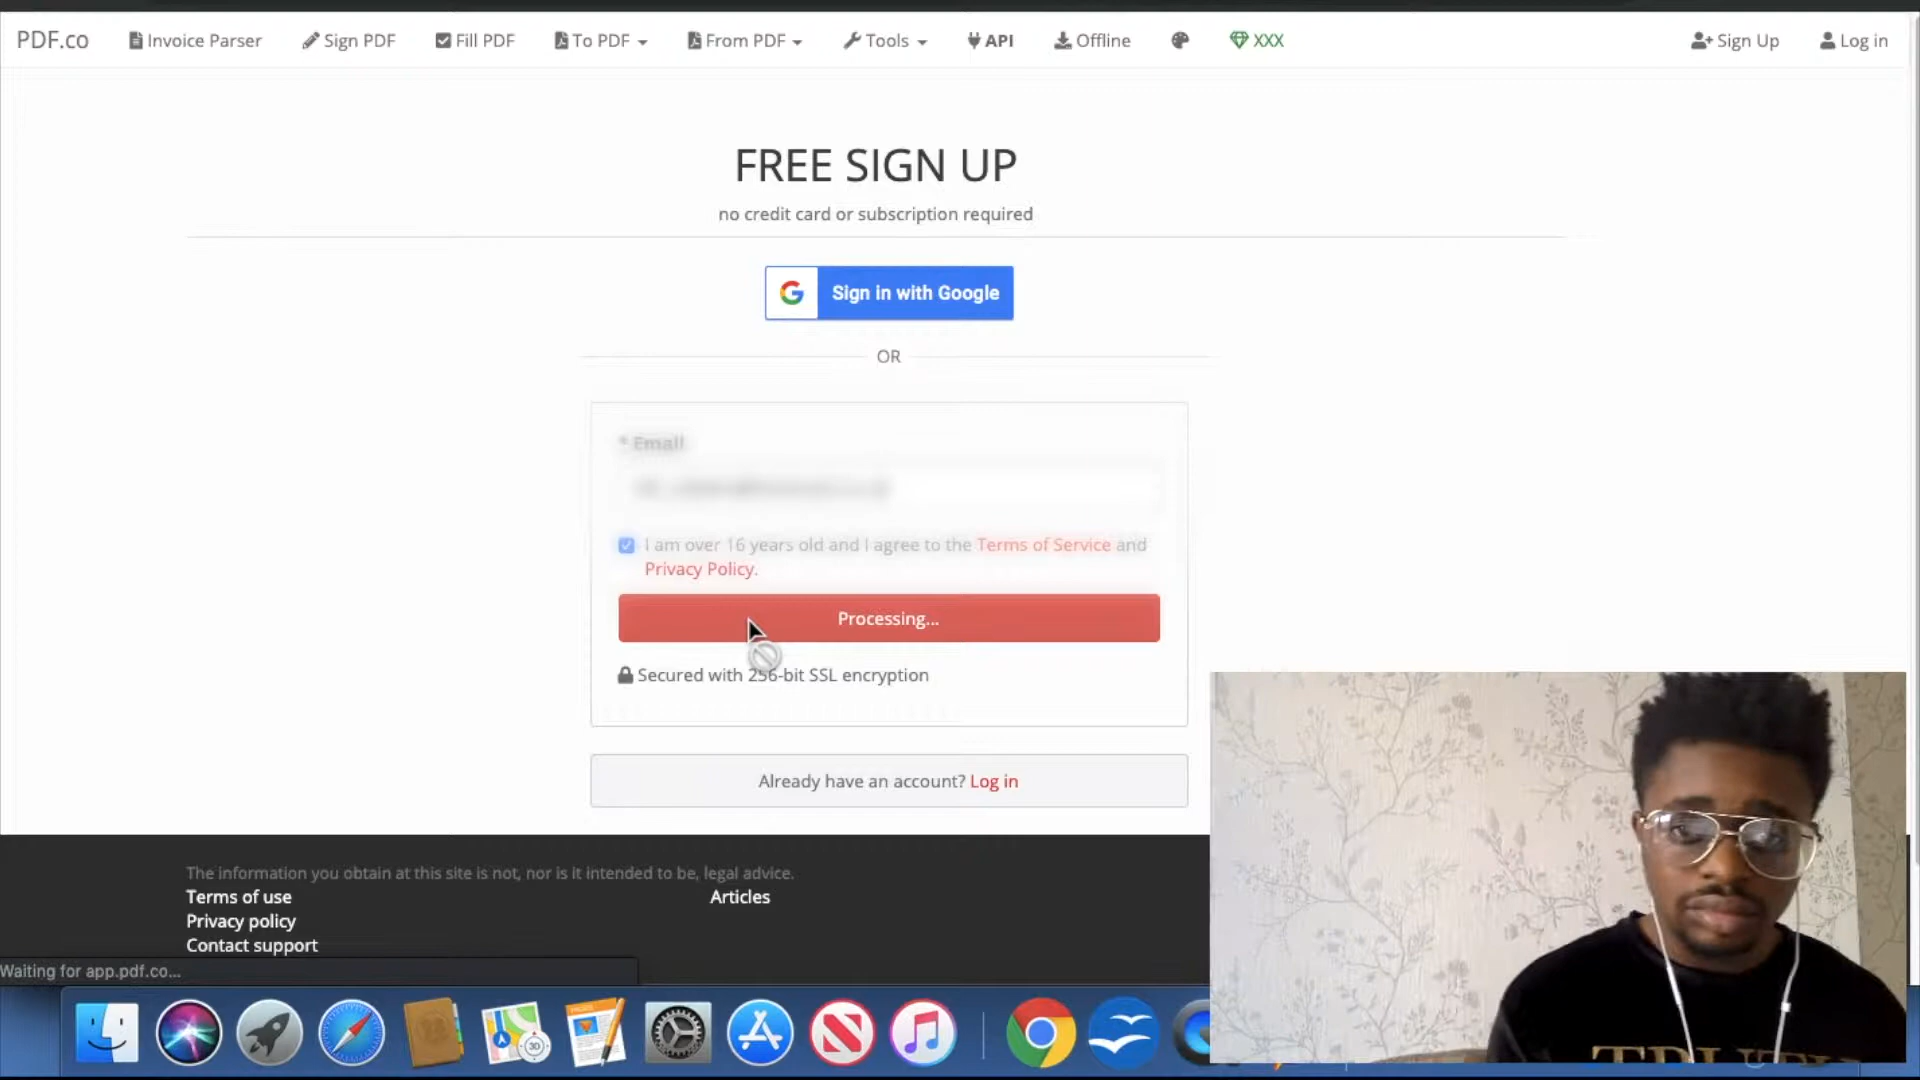 PDF.co Invoice Parser Sign PDF Fill PDF To PDF From PDF Tools API Offline XXX Sign Up Log in
FREE SIGN UP
no credit card or subscription required
Sign in with Google
OR
* Email
I am over 16 years old and I agree to the Terms of Service and
Privacy Policy.
Processing...
Secured with 256-bit SSL encryption
Already have an account? Log in
The information you obtain at this site is not, nor is it intended to be, legal advice.
Terms of use
Articles
Privacy policy
Contact support
Waiting for app.pdf.co...
3D